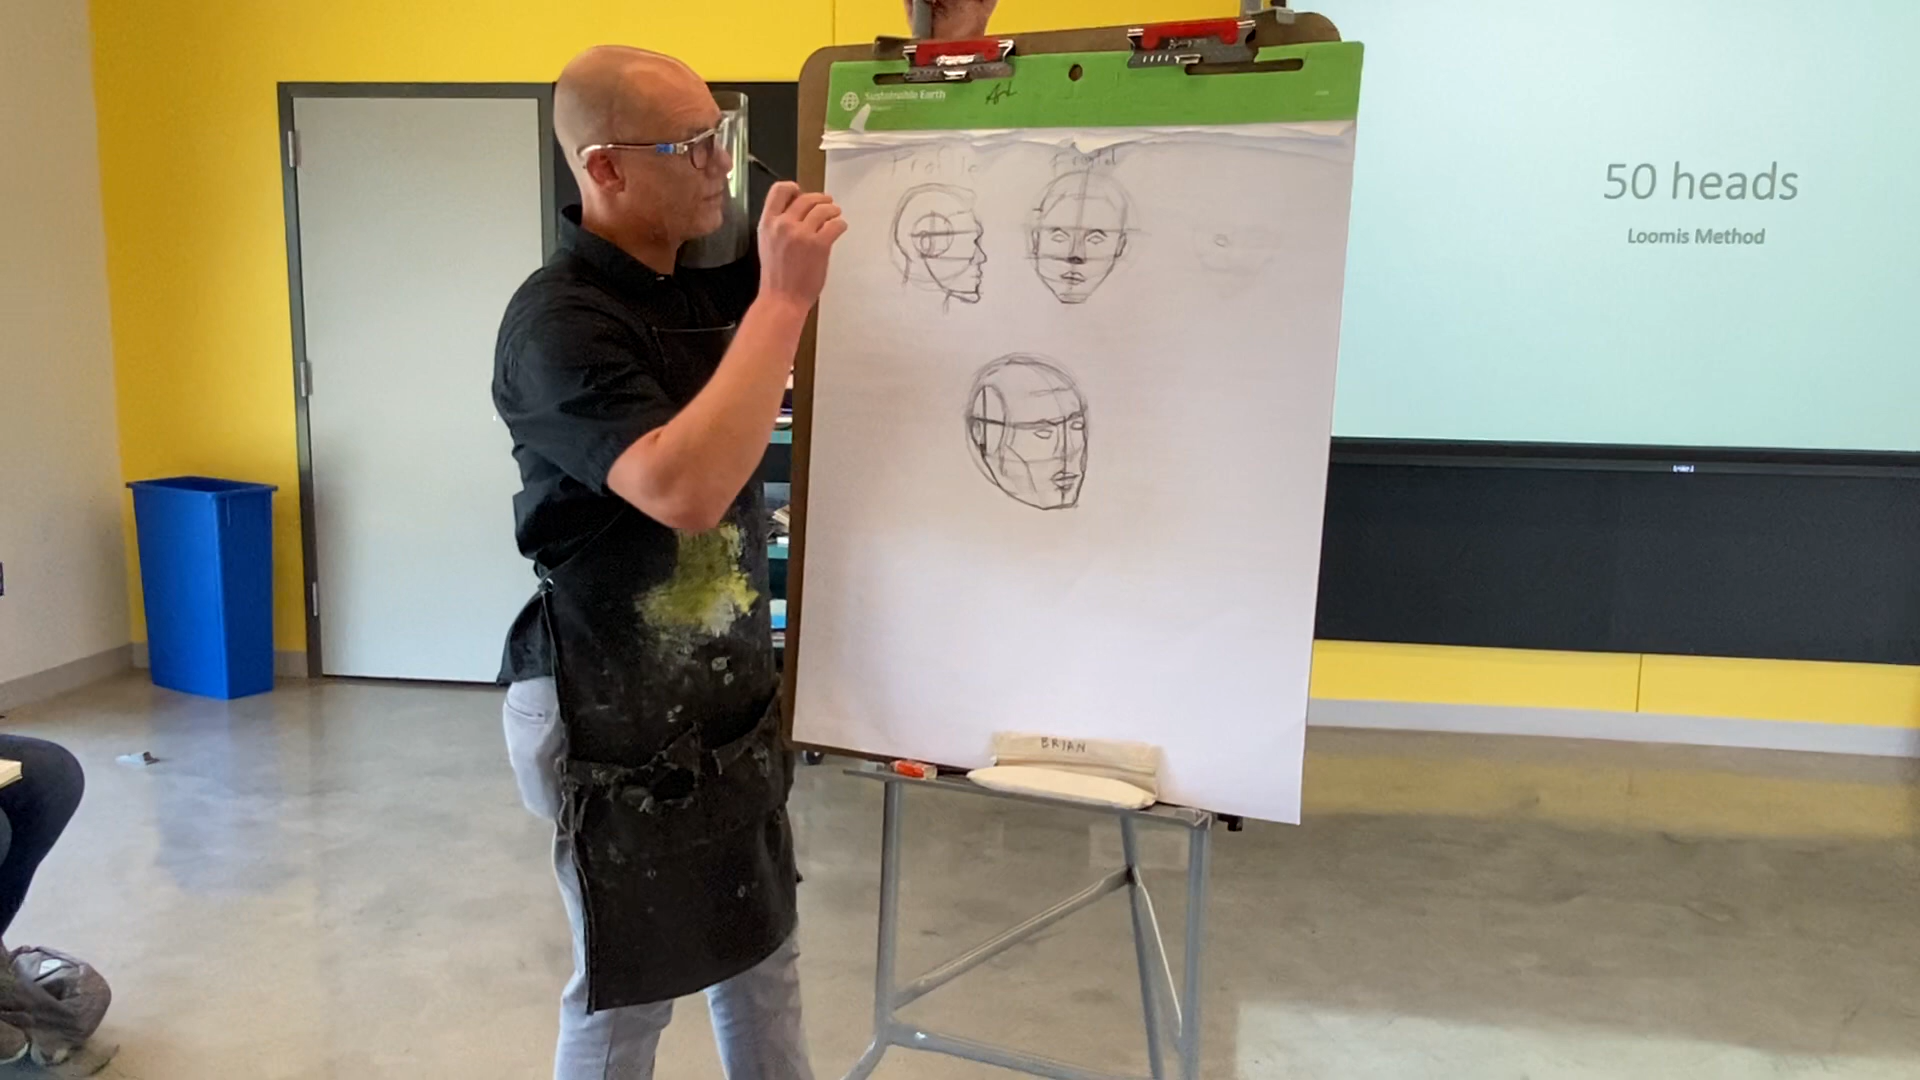 Sustainable Earth
Profile
Frontal
50 heads
Loomis Method
BRIAN